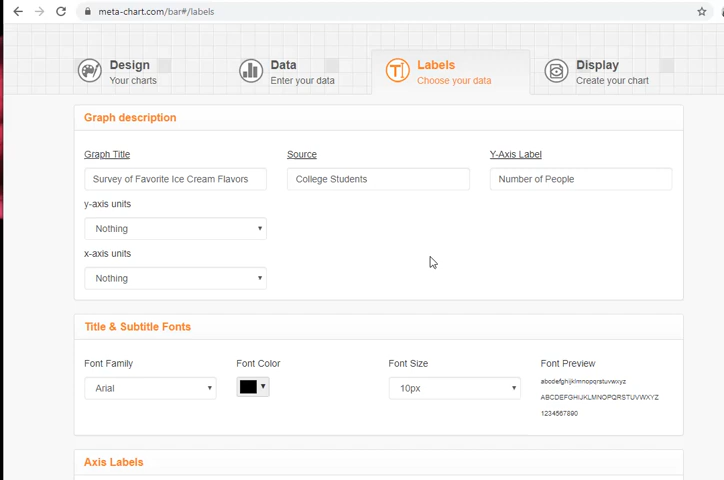 meta-chart.com/bar#/labels
Design
Your charts
Data
Enter your data
Labels
Choose your data
Display
Create your chart
Graph description
Graph Title
Source
Y-Axis Label
Survey of Favorite Ice Cream Flavors
College Students
Number of People
y-axis units
Nothing
x-axis units
Nothing
Title & Subtitle Fonts
Font Family
Font Color
Font Size
Font Preview
Arial
10px
abcdefghijklmnopqrstuvwxyz
ABCDEFGHIJKLMNOPQRSTUVWXYZ
1234567890
Axis Labels